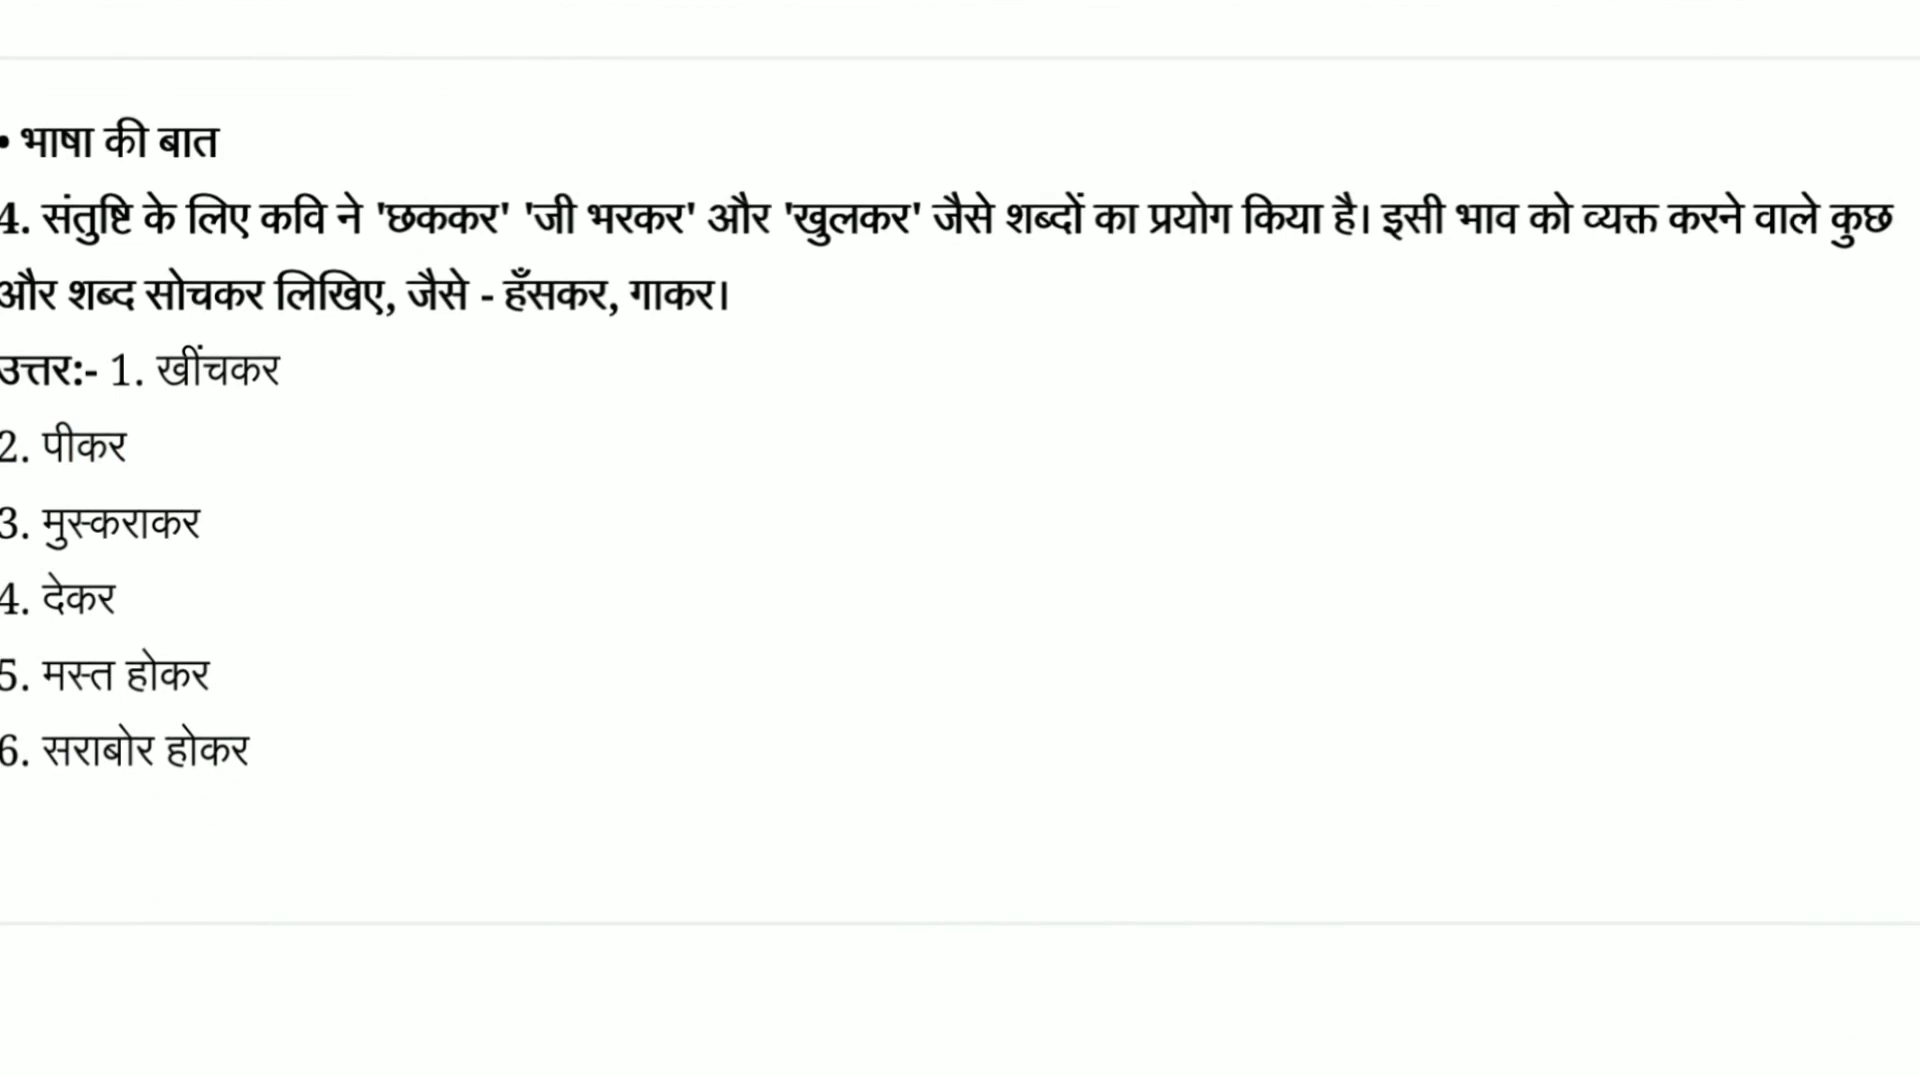 • भाषा की बात
4. संतुष्टि के लिए कवि ने 'छककर' 'जी भरकर' और 'खुलकर' जैसे शब्दों का प्रयोग किया है। इसी भाव को व्यक्त करने वाले कुछ
और शब्द सोचकर लिखिए, जैसे - हँसकर, गाकर।
उत्तर:- 1. खींचकर
2. पीकर
3. मुस्कराकर
4. देकर
5. मस्त होकर
6. सराबोर होकर